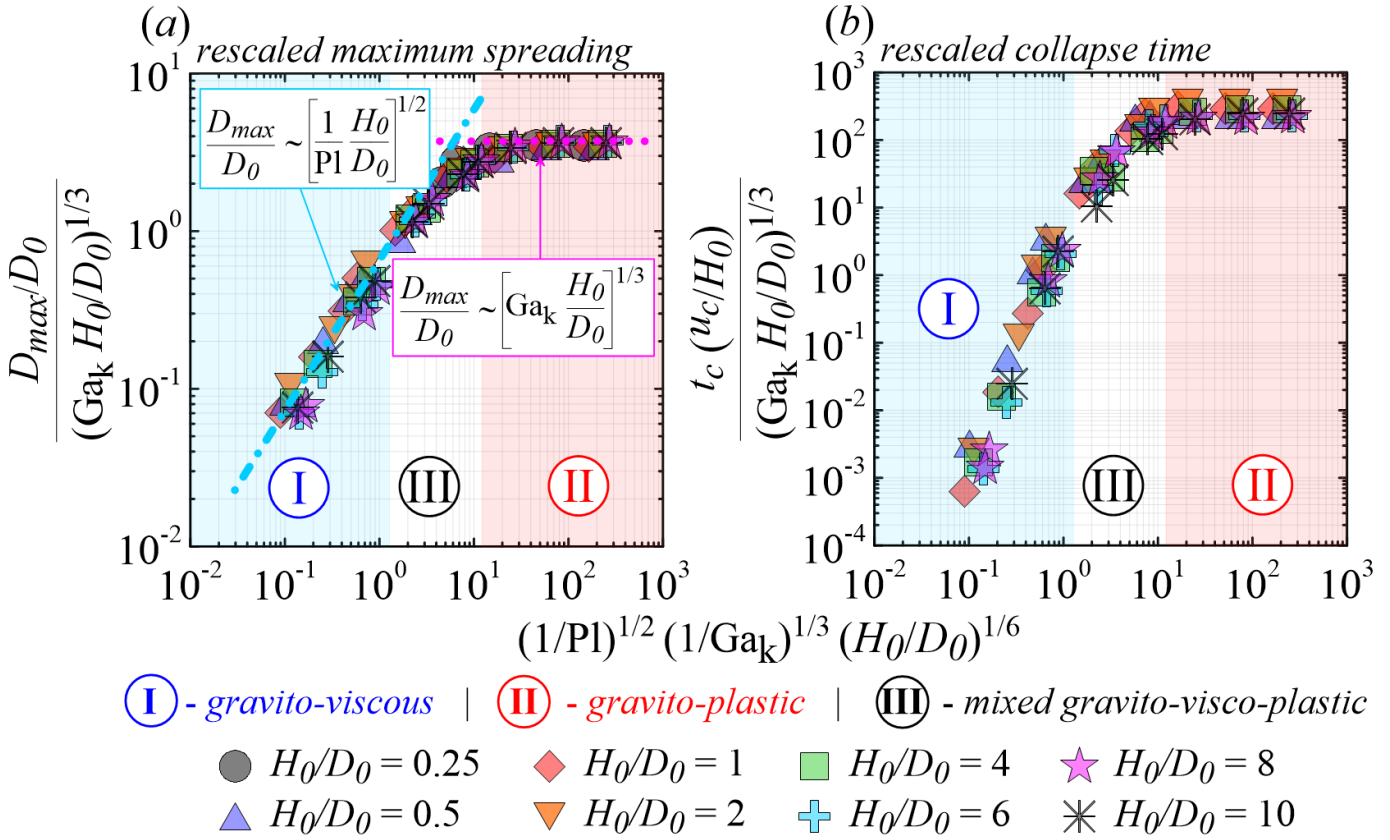 (a) rescaled maximum spreading
10^1
10^0
10^-1
10^-2
D_max/D_0
(Ga_k H_0/D_0)^1/3
D_max/D_0 ~ [1/Pl H_0/D_0]^1/2
D_max/D_0 ~ [Ga_k H_0/D_0]^1/3
I III II
10^-2 10^-1 10^0 10^1 10^2 10^3
(b) rescaled collapse time
10^3
10^2
10^1
10^0
10^-1
10^-2
10^-3
10^-4
t_c (u_c/H_0)
(Ga_k H_0/D_0)^1/3
I
III II
10^-2 10^-1 10^0 10^1 10^2 10^3
(1/Pl)^1/2 (1/Ga_k)^1/3 (H_0/D_0)^1/6
I - gravito-viscous | II - gravito-plastic | III - mixed gravito-visco-plastic
H_0/D_0 = 0.25 H_0/D_0 = 1 H_0/D_0 = 4 H_0/D_0 = 8
H_0/D_0 = 0.5 H_0/D_0 = 2 H_0/D_0 = 6 H_0/D_0 = 10